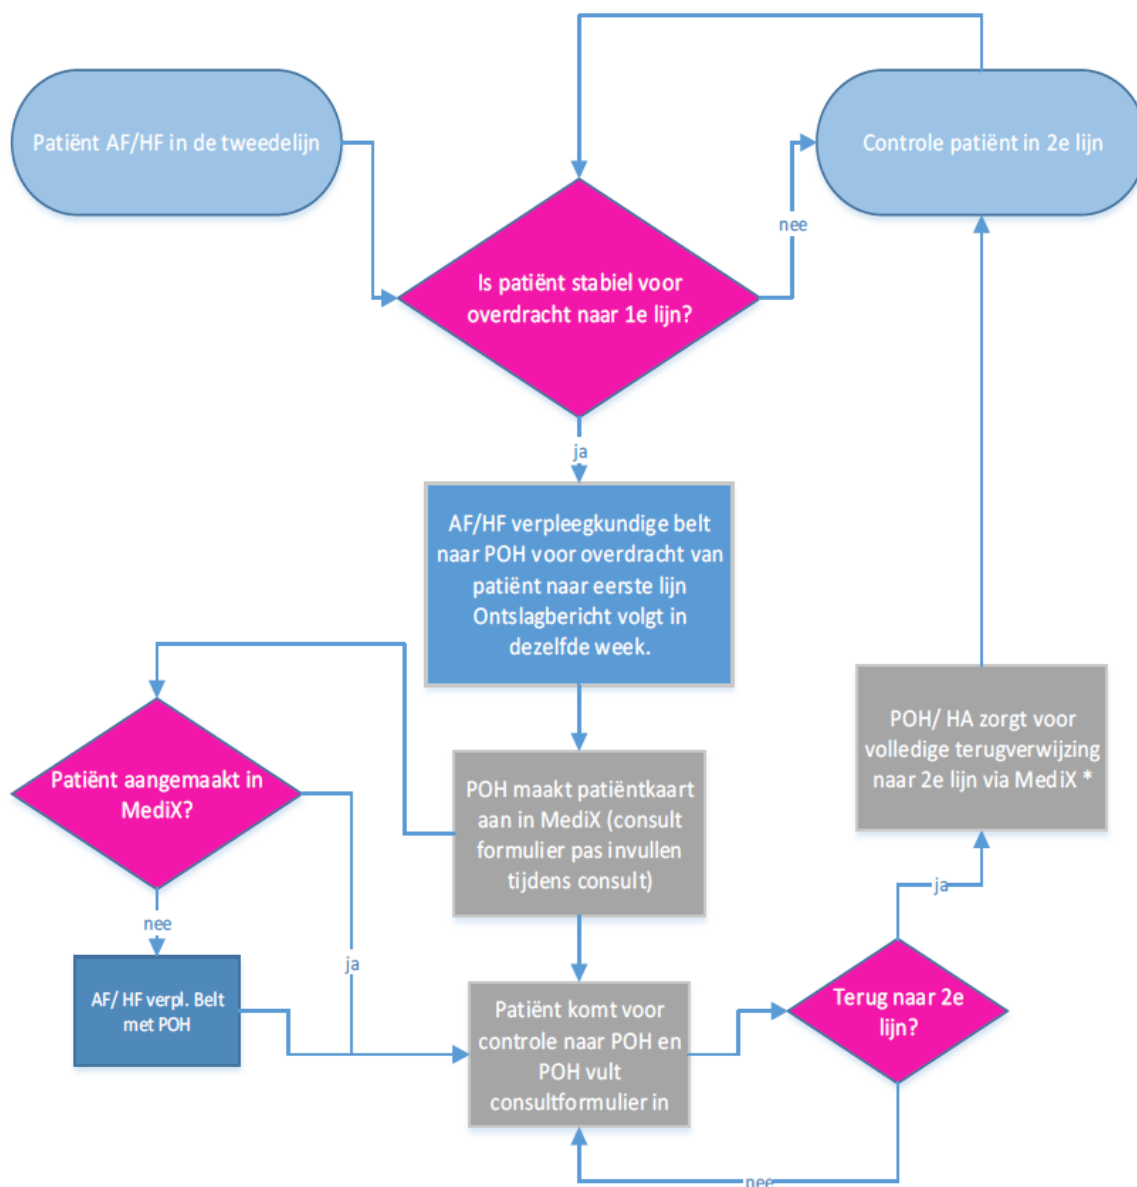 Patiënt AF/HF in de tweedelijn
Controle patiënt in 2e lijn
nee
Is patiënt stabiel voor
overdracht naar 1e lijn?
ja
AF/HF verpleegkundige belt
naar POH voor overdracht van
patiënt naar eerste lijn
Ontslagbericht volgt in
dezelfde week.
POH/ HA zorgt voor
volledige terugverwijzing
naar 2e lijn via MediX *
Patiënt aangemaakt in
MediX?
POH maakt patiëntkaart
aan in MediX (consult
formulier pas invullen
tijdens consult)
ja
nee
ja
AF/ HF verpl. Belt
met POH
Patiënt komt voor
controle naar POH en
POH vult
consultformulier in
Terug naar 2e
lijn?
nee